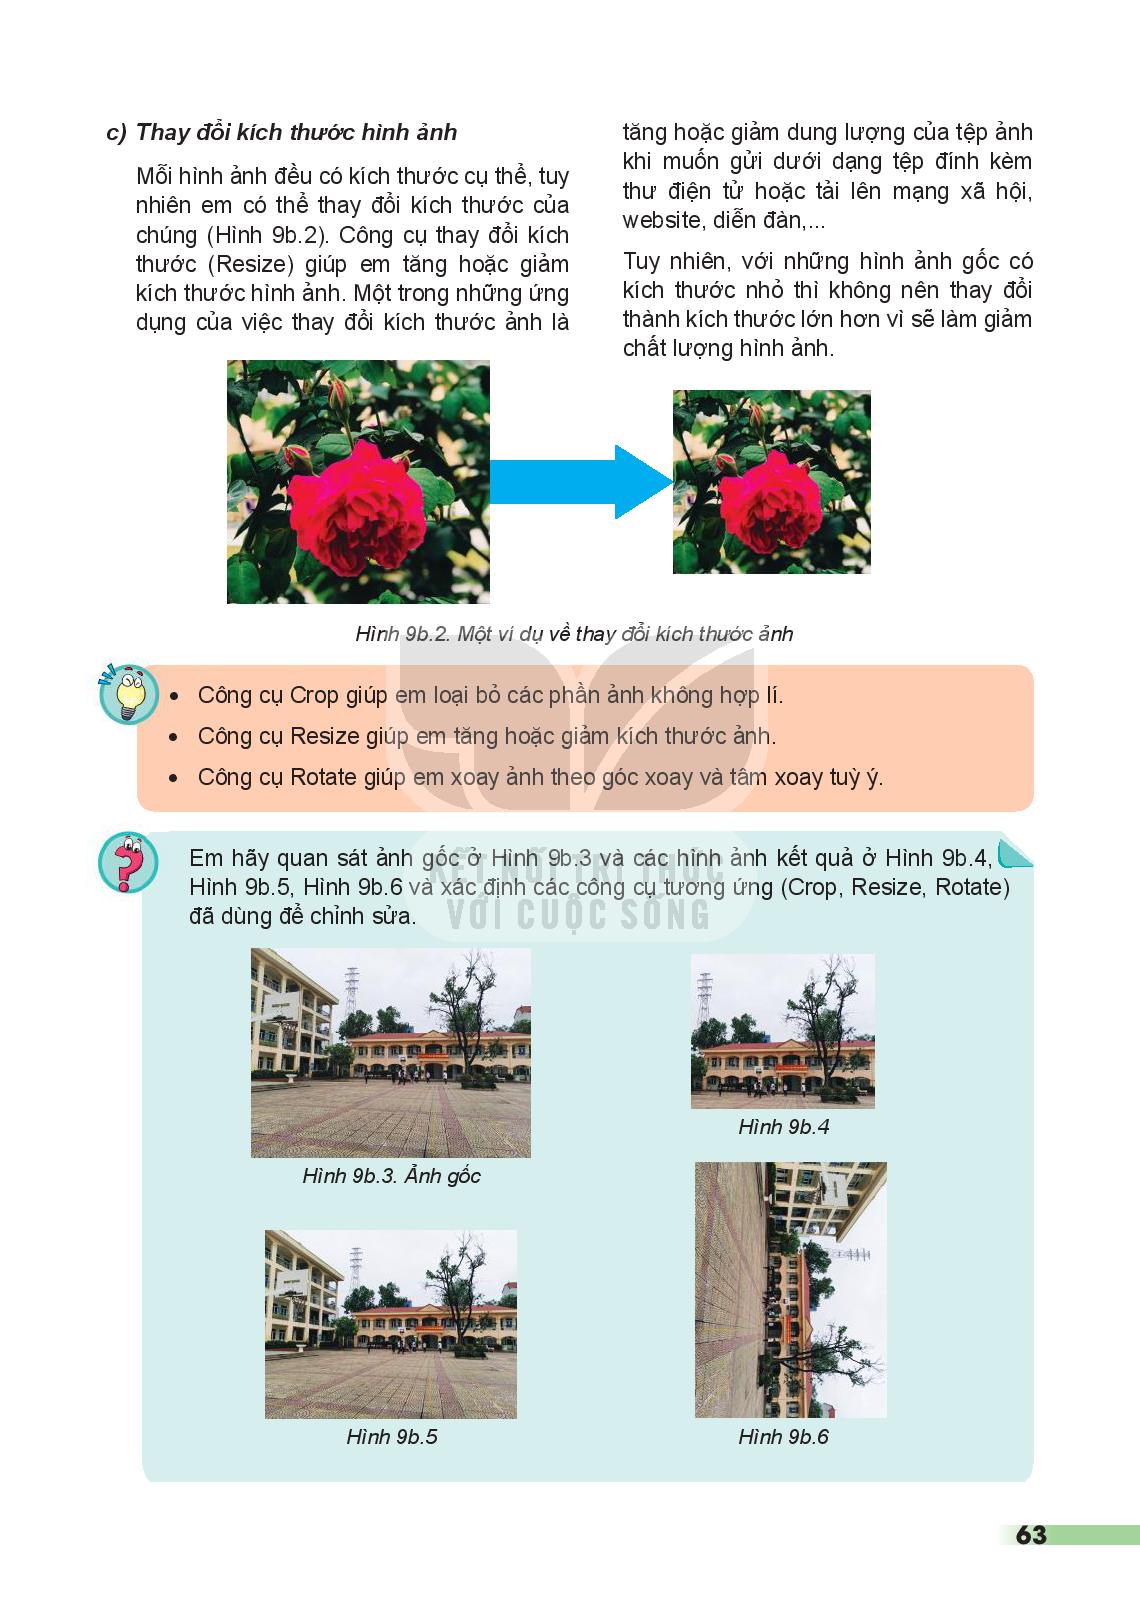 c) Thay đổi kích thước hình ảnh
Mỗi hình ảnh đều có kích thước cụ thể, tuy
nhiên em có thể thay đổi kích thước của
chúng (Hình 9b.2). Công cụ thay đổi kích
thước (Resize) giúp em tăng hoặc giảm
kích thước hình ảnh. Một trong những ứng
dụng của việc thay đổi kích thước ảnh là
tăng hoặc giảm dung lượng của tệp ảnh
khi muốn gửi dưới dạng tệp đính kèm
thư điện tử hoặc tải lên mạng xã hội,
website, diễn đàn,...
Tuy nhiên, với những hình ảnh gốc có
kích thước nhỏ thì không nên thay đổi
thành kích thước lớn hơn vì sẽ làm giảm
chất lượng hình ảnh.
Hình 9b.2. Một ví dụ về thay đổi kích thước ảnh
• Công cụ Crop giúp em loại bỏ các phần ảnh không hợp lí.
• Công cụ Resize giúp em tăng hoặc giảm kích thước ảnh.
• Công cụ Rotate giúp em xoay ảnh theo góc xoay và tâm xoay tuỳ ý.
Em hãy quan sát ảnh gốc ở Hình 9b.3 và các hình ảnh kết quả ở Hình 9b.4,
Hình 9b.5, Hình 9b.6 và xác định các công cụ tương ứng (Crop, Resize, Rotate)
đã dùng để chỉnh sửa.
KẾT NỐI TRI THỨC
VỚI CUỘC SỐNG
Hình 9b.3. Ảnh gốc
Hình 9b.4
Hình 9b.5
Hình 9b.6
63